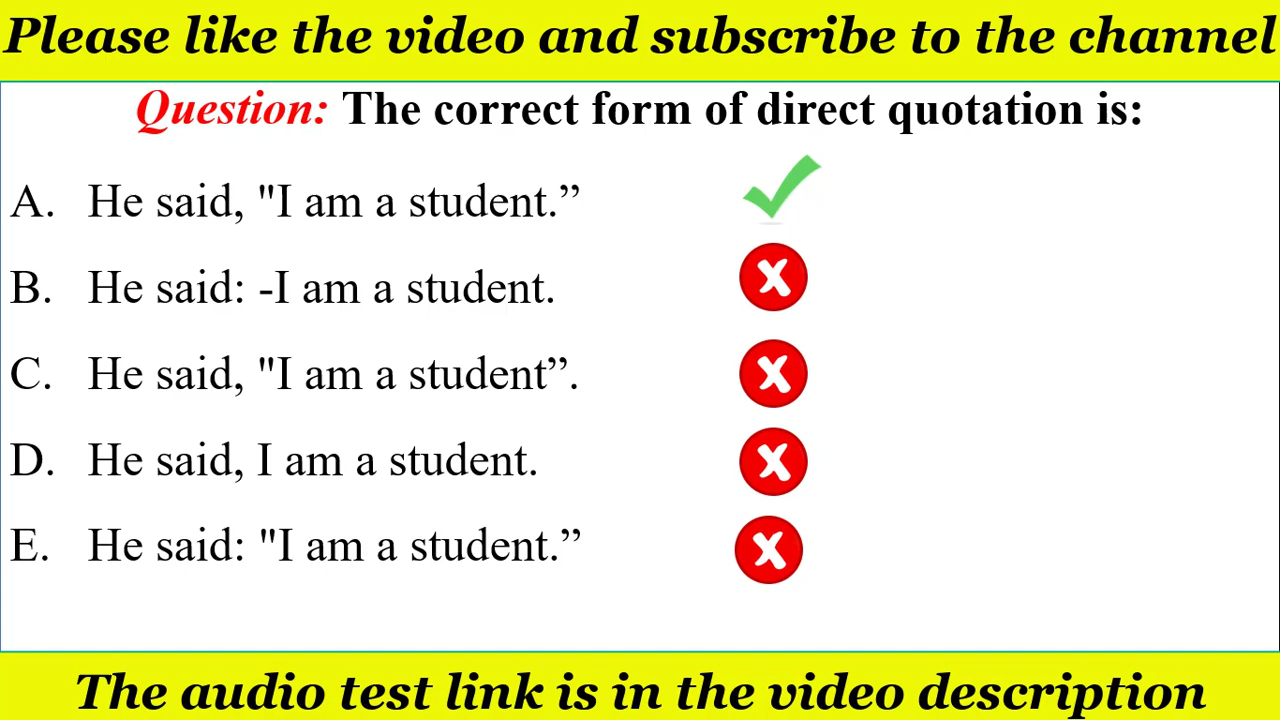 Please like the video and subscribe to the channel
Question: The correct form of direct quotation is:
A. He said, "I am a student.”
B. He said: -I am a student.
C. He said, "I am a student”.
D. He said, I am a student.
E. He said: "I am a student.”
The audio test link is in the video description